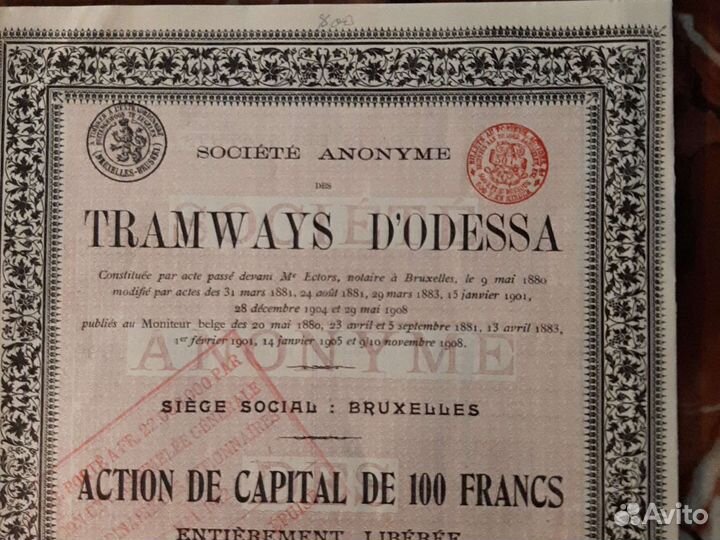 SOCIÉTÉ ANONYME
DES
TRAMWAYS D'ODESSA
SOCIÉTÉ
Constituée par acte passé devant Me Ectors, notaire à Bruxelles, le 9 mai 1880
modifié par actes des 31 mars 1881, 24 août 1881, 29 mars 1883, 15 janvier 1901,
28 décembre 1904 et 29 mai 1908
publiés au Moniteur belge des 20 mai 1880, 23 avril et 5 septembre 1881, 13 avril 1883,
1er février 1901, 14 janvier 1905 et 9/10 novembre 1908.
ANONYME
SIÈGE SOCIAL : BRUXELLES
DES
ACTION DE CAPITAL DE 100 FRANCS
ENTIÈREMENT LIBÉRÉE
Avito